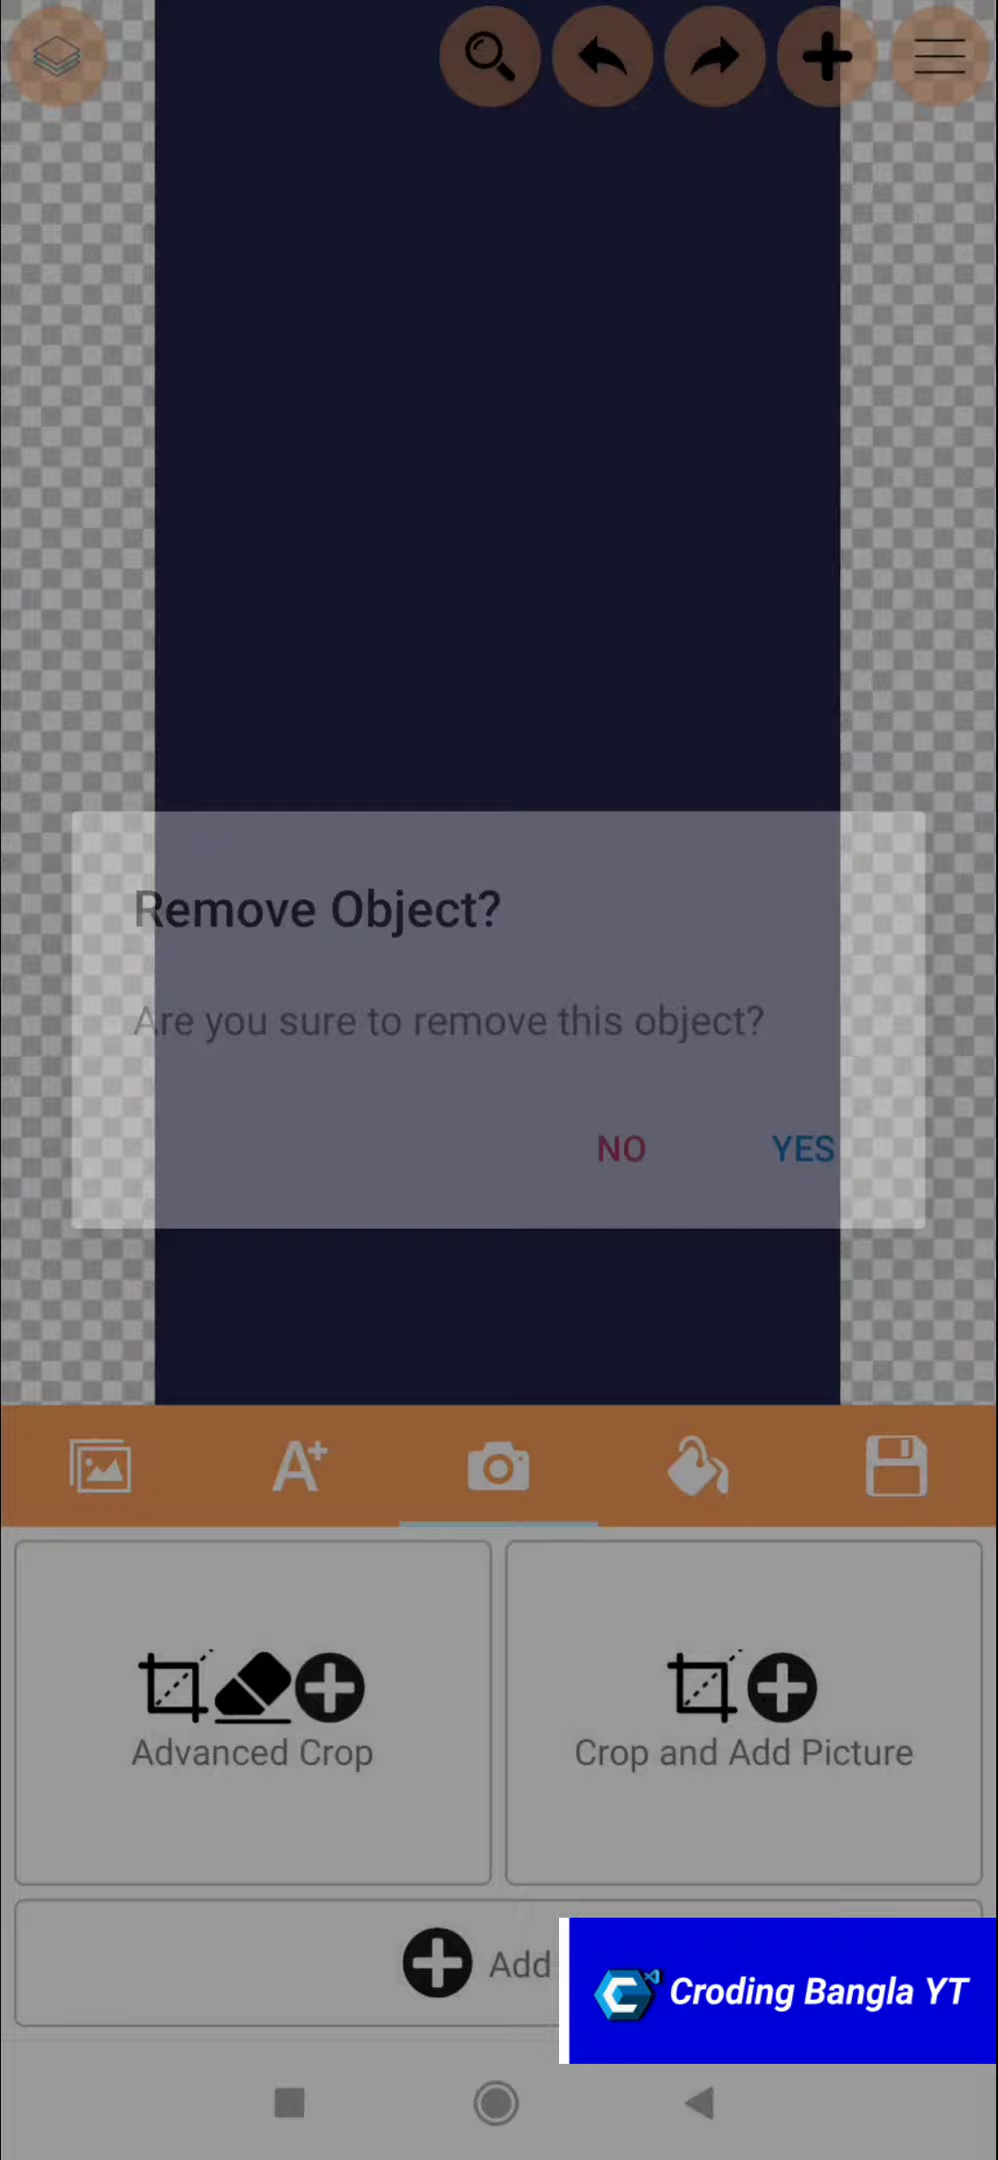 Remove Object?
Are you sure to remove this object?
NO YES
A+
Advanced Crop
Crop and Add Picture
Add
Croding Bangla YT